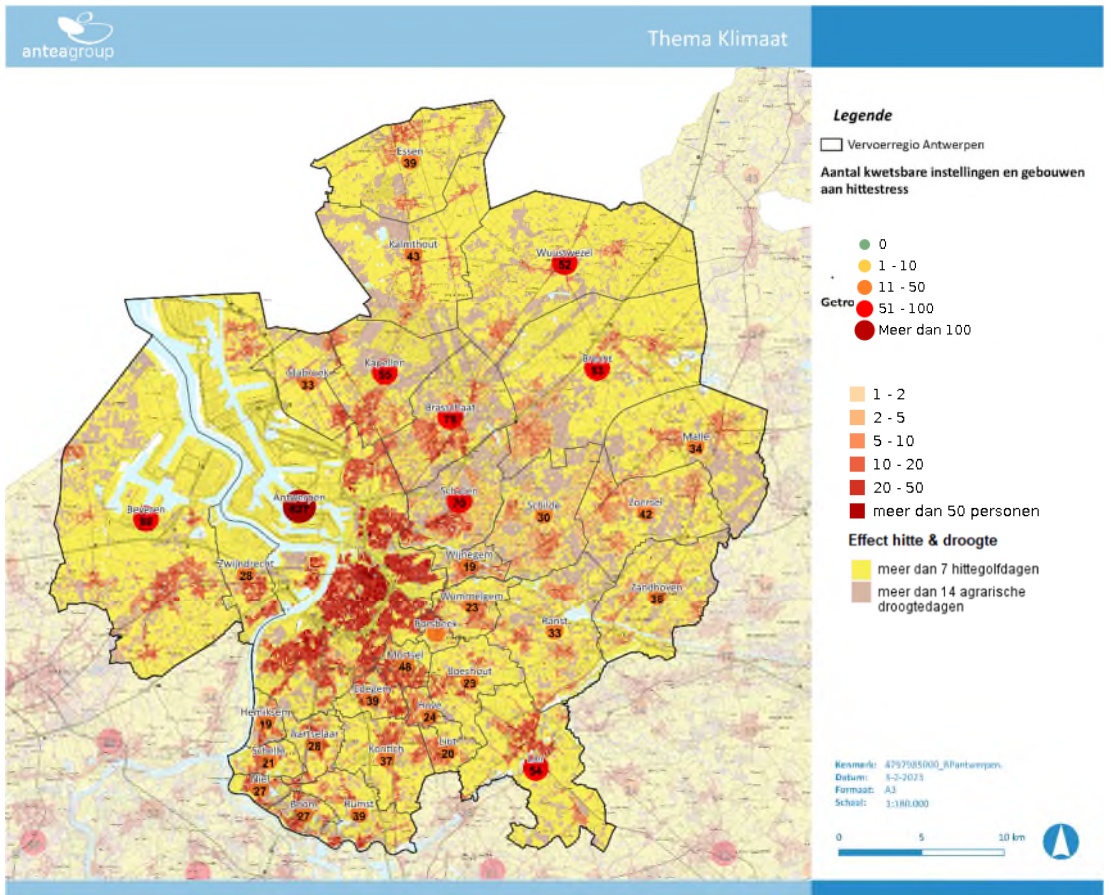 anteagroup
Thema Klimaat
Legende
Vervoerregio Antwerpen
Aantal kwetsbare instellingen en gebouwen
aan hittestress
0
1 - 10
11 - 50
Getro
51 - 100
Meer dan 100
1 - 2
2 - 5
5 - 10
10 - 20
20 - 50
meer dan 50 personen
Effect hitte & droogte
meer dan 7 hittegolfdagen
meer dan 14 agrarische
droogtedagen
Datum: 3-2-2023
Formaat: A3
Schaal: 1:180.000
0 5 10 km
Essen
39
Kalmthout
43
Wuustwezel
52
Kapellen
Stabroek
33
Brecht
53
Brasschaat
Malle
34
Antwerpen
Beveren
Schoten
70
Schilde
30
Zoersel
42
Zwijndrecht
28
Wijnegem
19
Wommelgem
23
Zandhoven
38
Borsbeek
Ranst
33
Mortsel
48
Boechout
23
Edegem
39
Hove
24
Hemiksem
19
Aartselaar
28
Schelle
21
Kontich
37
Lint
20
Lier
54
Niel
27
Boom
27
Rumst
39